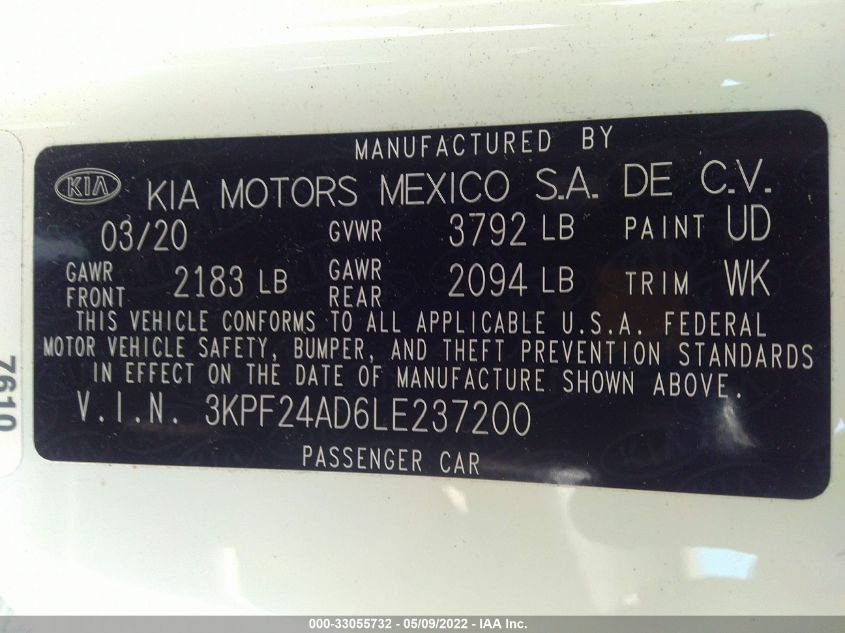 MANUFACTURED BY
KIA KIA MOTORS MEXICO S.A. DE C.V.
03/20 GVWR 3792 LB PAINT UD
GAWR FRONT 2183 LB GAWR REAR 2094 LB TRIM WK
THIS VEHICLE CONFORMS TO ALL APPLICABLE U.S.A. FEDERAL
MOTOR VEHICLE SAFETY, BUMPER, AND THEFT PREVENTION STANDARDS
IN EFFECT ON THE DATE OF MANUFACTURE SHOWN ABOVE.
V.I.N. 3KPF24AD6LE237200
PASSENGER CAR
7610
000-33055732 - 05/09/2022 - IAA Inc.